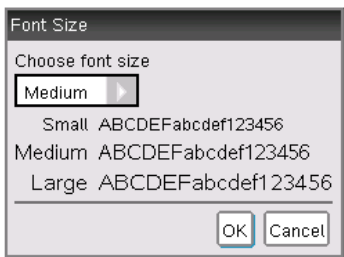 Font Size
Choose font size
Medium
Small ABCDEFabcdef123456
Medium ABCDEFabcdef123456
Large ABCDEFabcdef123456
OK Cancel